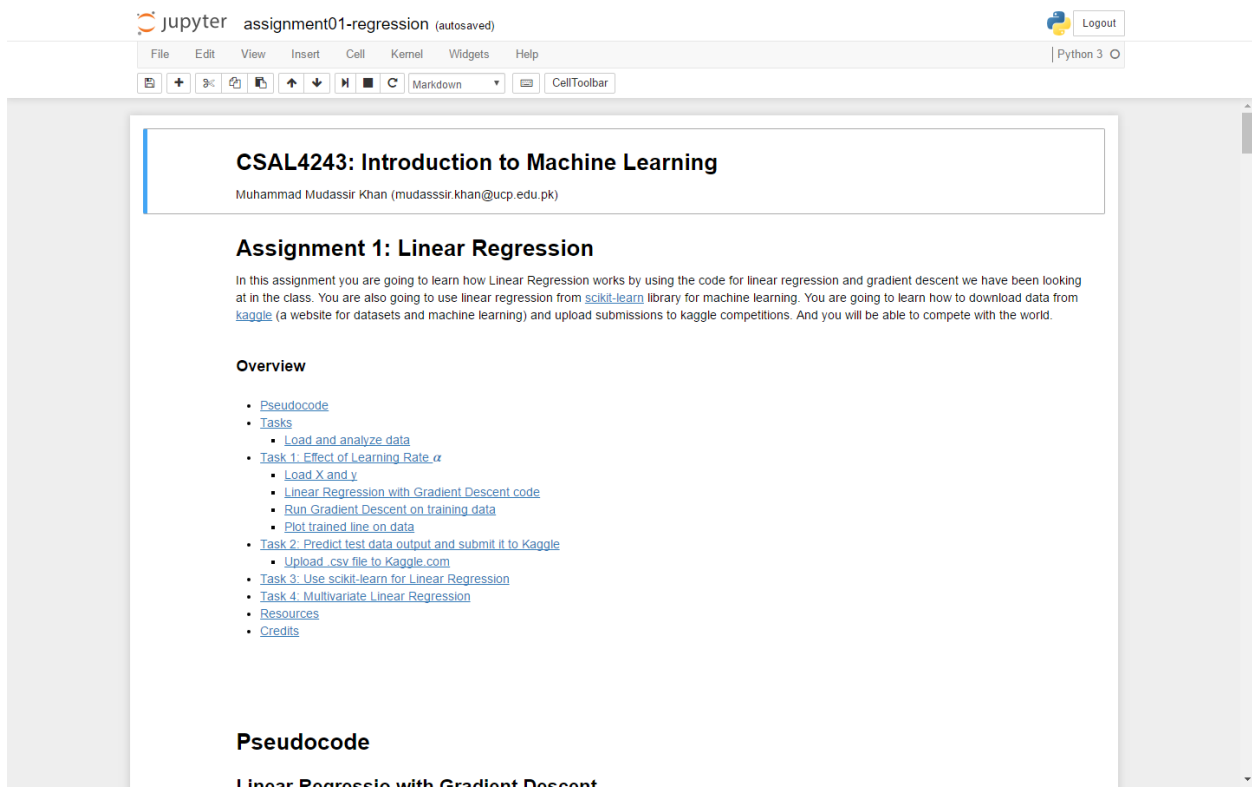 jupyter assignment01-regression (autosaved)
Logout
File Edit View Insert Cell Kernel Widgets Help
Python 3
Markdown
CellToolbar
CSAL4243: Introduction to Machine Learning
Muhammad Mudassir Khan (mudasssir.khan@ucp.edu.pk)
Assignment 1: Linear Regression
In this assignment you are going to learn how Linear Regression works by using the code for linear regression and gradient descent we have been looking
at in the class. You are also going to use linear regression from scikit-learn library for machine learning. You are going to learn how to download data from
kaggle (a website for datasets and machine learning) and upload submissions to kaggle competitions. And you will be able to compete with the world.
Overview
Pseudocode
Tasks
Load and analyze data
Task 1: Effect of Learning Rate α
Load X and y
Linear Regression with Gradient Descent code
Run Gradient Descent on training data
Plot trained line on data
Task 2: Predict test data output and submit it to Kaggle
Upload .csv file to Kaggle.com
Task 3: Use scikit-learn for Linear Regression
Task 4: Multivariate Linear Regression
Resources
Credits
Pseudocode
Linear Regressio with Gradient Descent